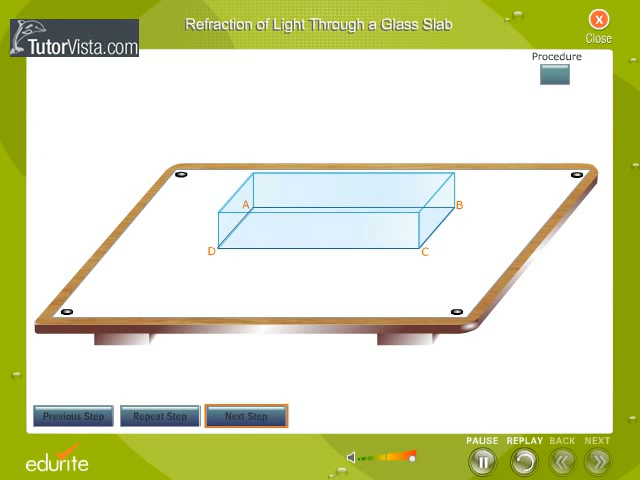 Refraction of Light Through a Glass Slab
X
Close
TutorVista.com
Procedure
A
B
D
C
Previous Step
Repeat Step
Next Step
PAUSE REPLAY BACK NEXT
edurite